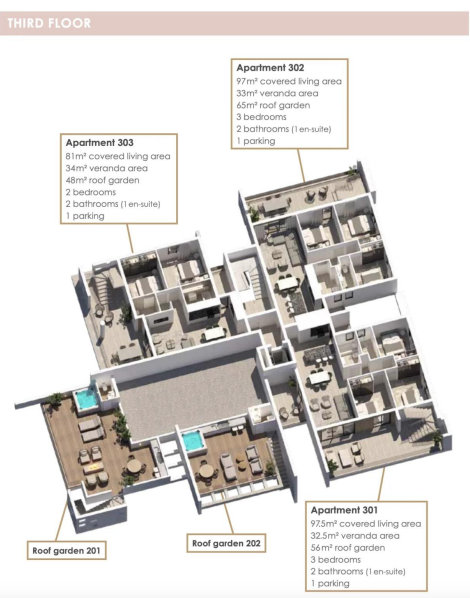 THIRD FLOOR
Apartment 302
97m² covered living area
33m² veranda area
65m² roof garden
3 bedrooms
2 bathrooms (1 en-suite)
1 parking
Apartment 303
81m² covered living area
34m² veranda area
48m² roof garden
2 bedrooms
2 bathrooms (1 en-suite)
1 parking
Apartment 301
97.5m² covered living area
32.5m² veranda area
56m² roof garden
3 bedrooms
2 bathrooms (1 en-suite)
1 parking
Roof garden 202
Roof garden 201